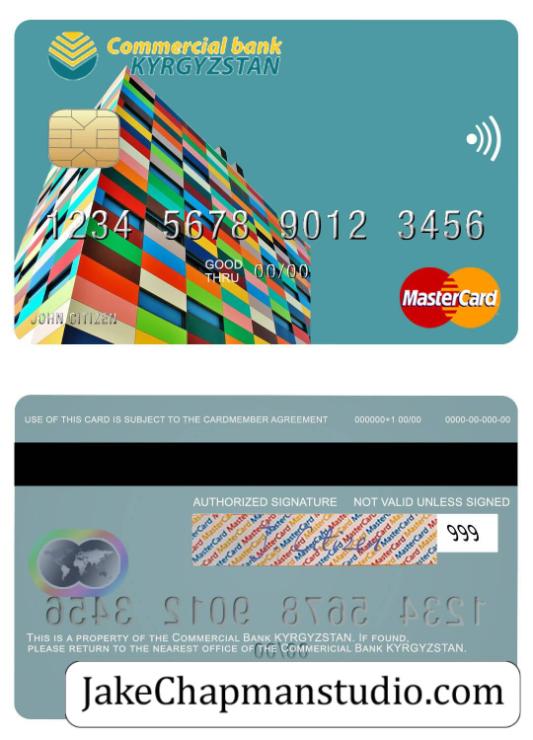 Commercial bank
KYRGYZSTAN
1234 5678 9012 3456
GOOD
THRU 00/00
JOHN CITIZEN
MasterCard
USE OF THIS CARD IS SUBJECT TO THE CARDMEMBER AGREEMENT 000000+1 00/00 0000-00-000-00
AUTHORIZED SIGNATURE NOT VALID UNLESS SIGNED
999
1234 5678 9012 3456
THIS IS A PROPERTY OF THE COMMERCIAL BANK KYRGYZSTAN. IF FOUND,
PLEASE RETURN TO THE NEAREST OFFICE OF THE COMMERICIAL BANK KYRGYZSTAN.
00/00
JakeChapmanstudio.com